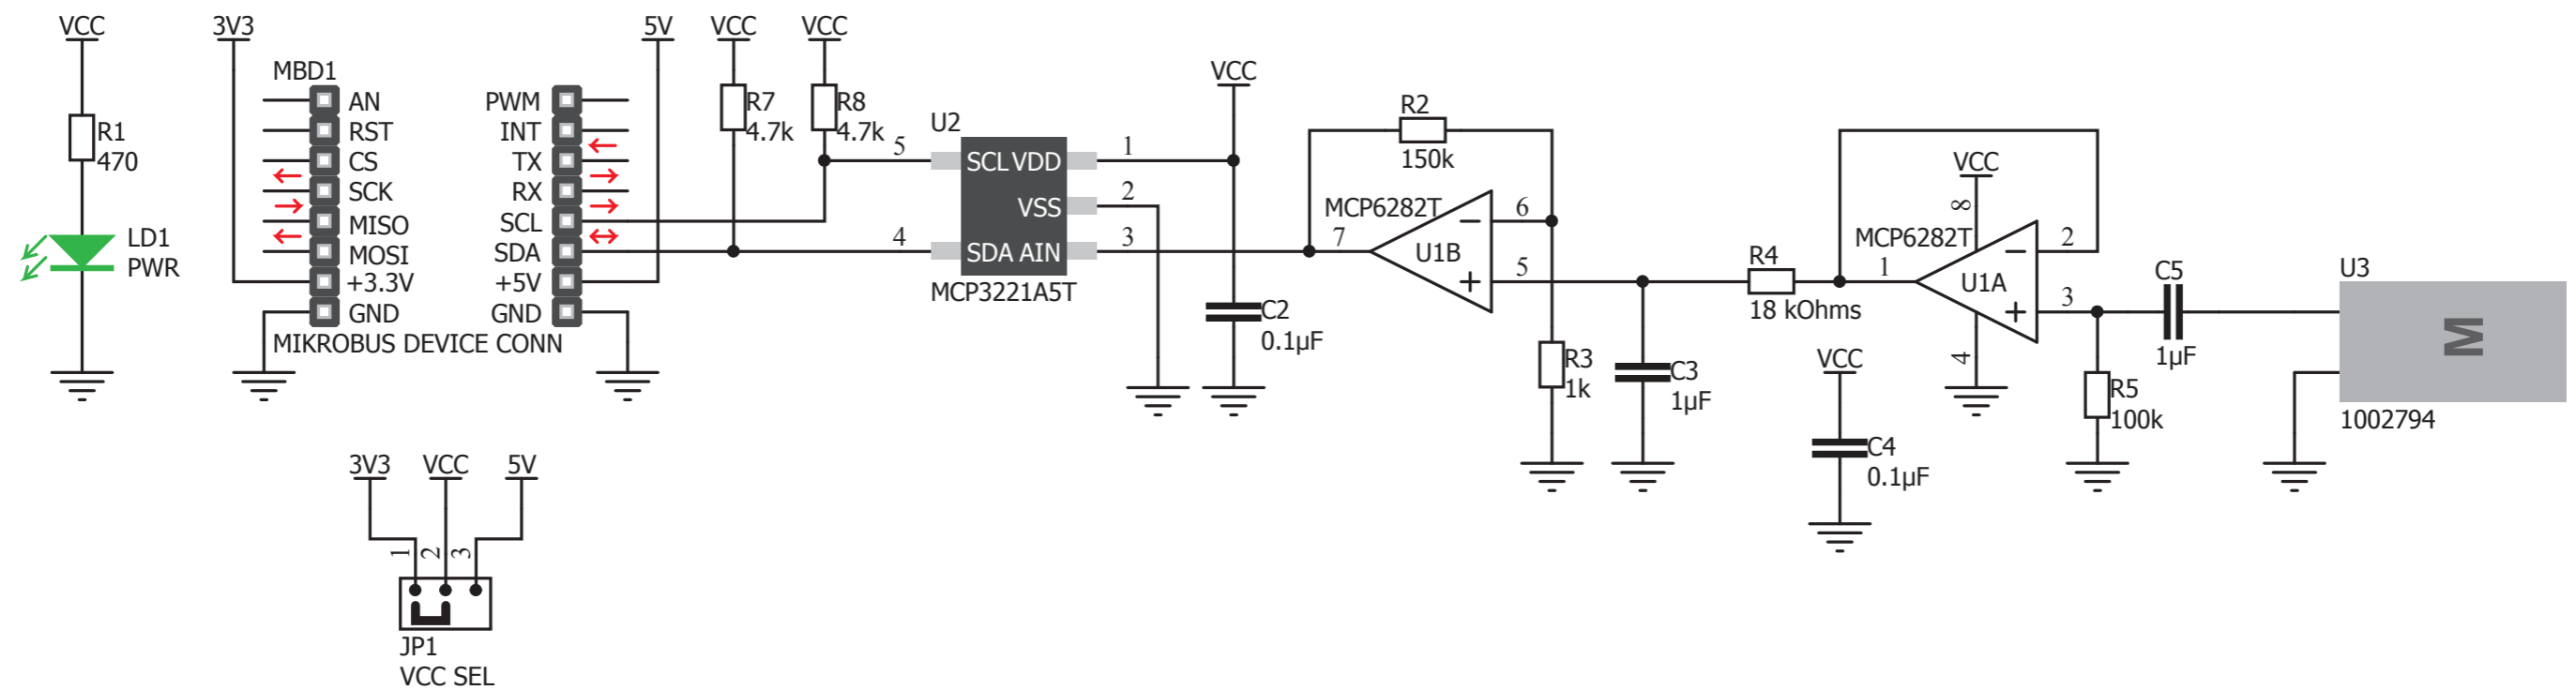 VCC
R1
470
LD1
PWR
3V3
MBD1
AN
RST
CS
SCK
MISO
MOSI
+3.3V
GND
PWM
INT
TX
RX
SCL
SDA
+5V
GND
MIKROBUS DEVICE CONN
5V
VCC
R7
4.7k
VCC
R8
4.7k
U2
5
4
SCL VDD
VSS
SDA AIN
1
2
3
MCP3221A5T
VCC
C2
0.1µF
R2
150k
MCP6282T
7
U1B
6
5
R3
1k
C3
1µF
R4
18 kOhms
1
MCP6282T
VCC
8
U1A
4
2
3
VCC
C4
0.1µF
R5
100k
C5
1µF
U3
M
1002794
3V3
VCC
5V
1
2
3
JP1
VCC SEL